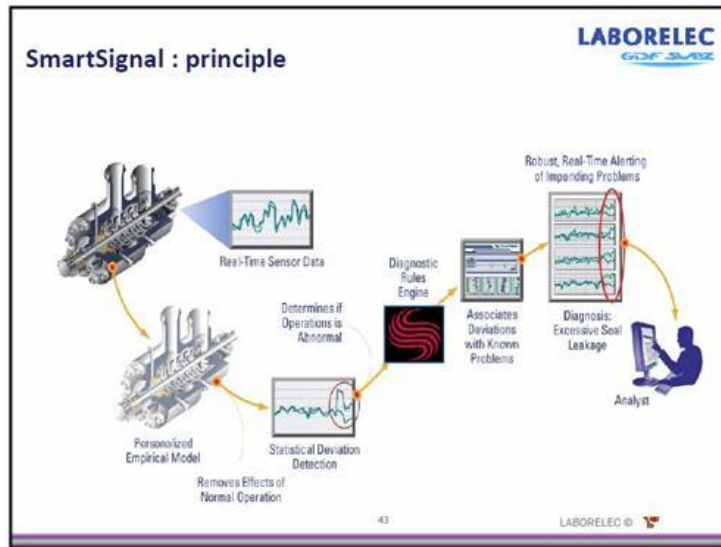 SmartSignal : principle
LABORELEC
GDF SUEZ
Robust, Real-Time Alerting
of Impending Problems
Real-Time Sensor Data
Diagnostic
Rules
Engine
Determines if
Operations is
Abnormal
Associates
Deviations
with Known
Problems
Diagnosis:
Excessive Seal
Leakage
Analyst
Personalized
Empirical Model
Statistical Deviation
Detection
Removes Effects of
Normal Operation
43
LABORELEC ©